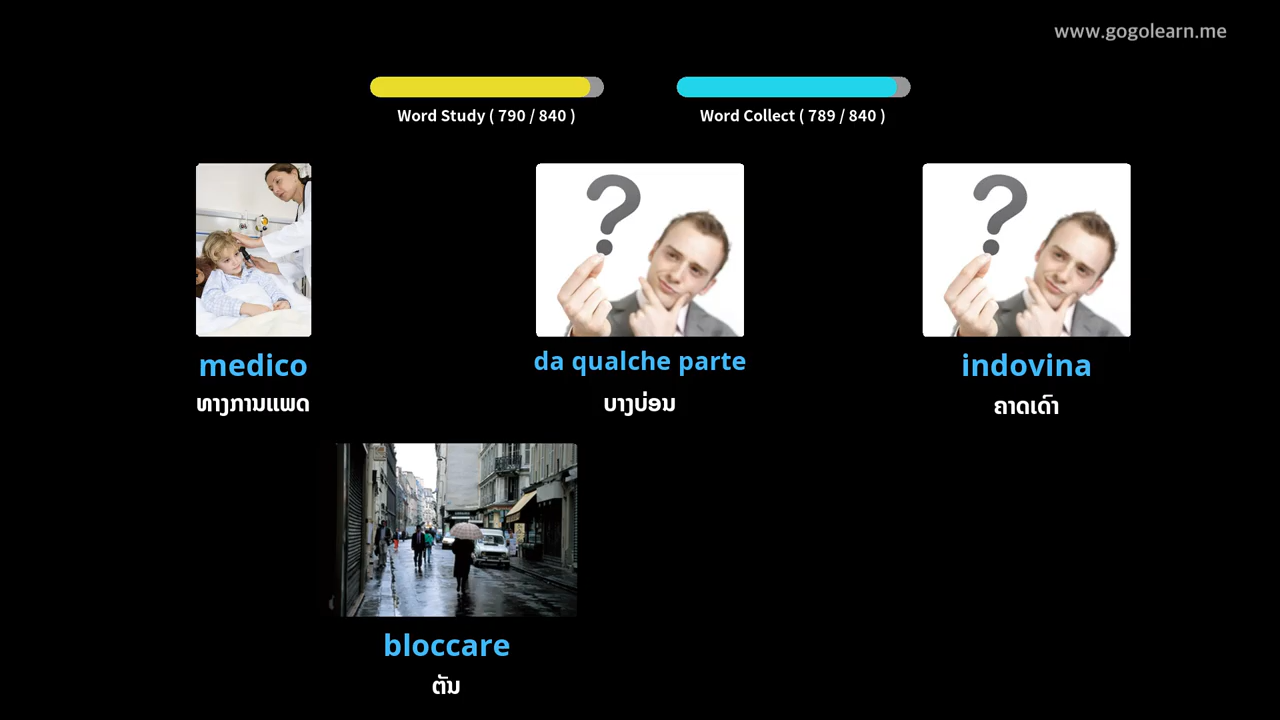 www.gogolearn.me
Word Study ( 790 / 840 )
Word Collect ( 789 / 840 )
medico
ທາງການແພດ
da qualche parte
ບາງບ່ອນ
indovina
ຄາດເດົາ
bloccare
ຕັນ